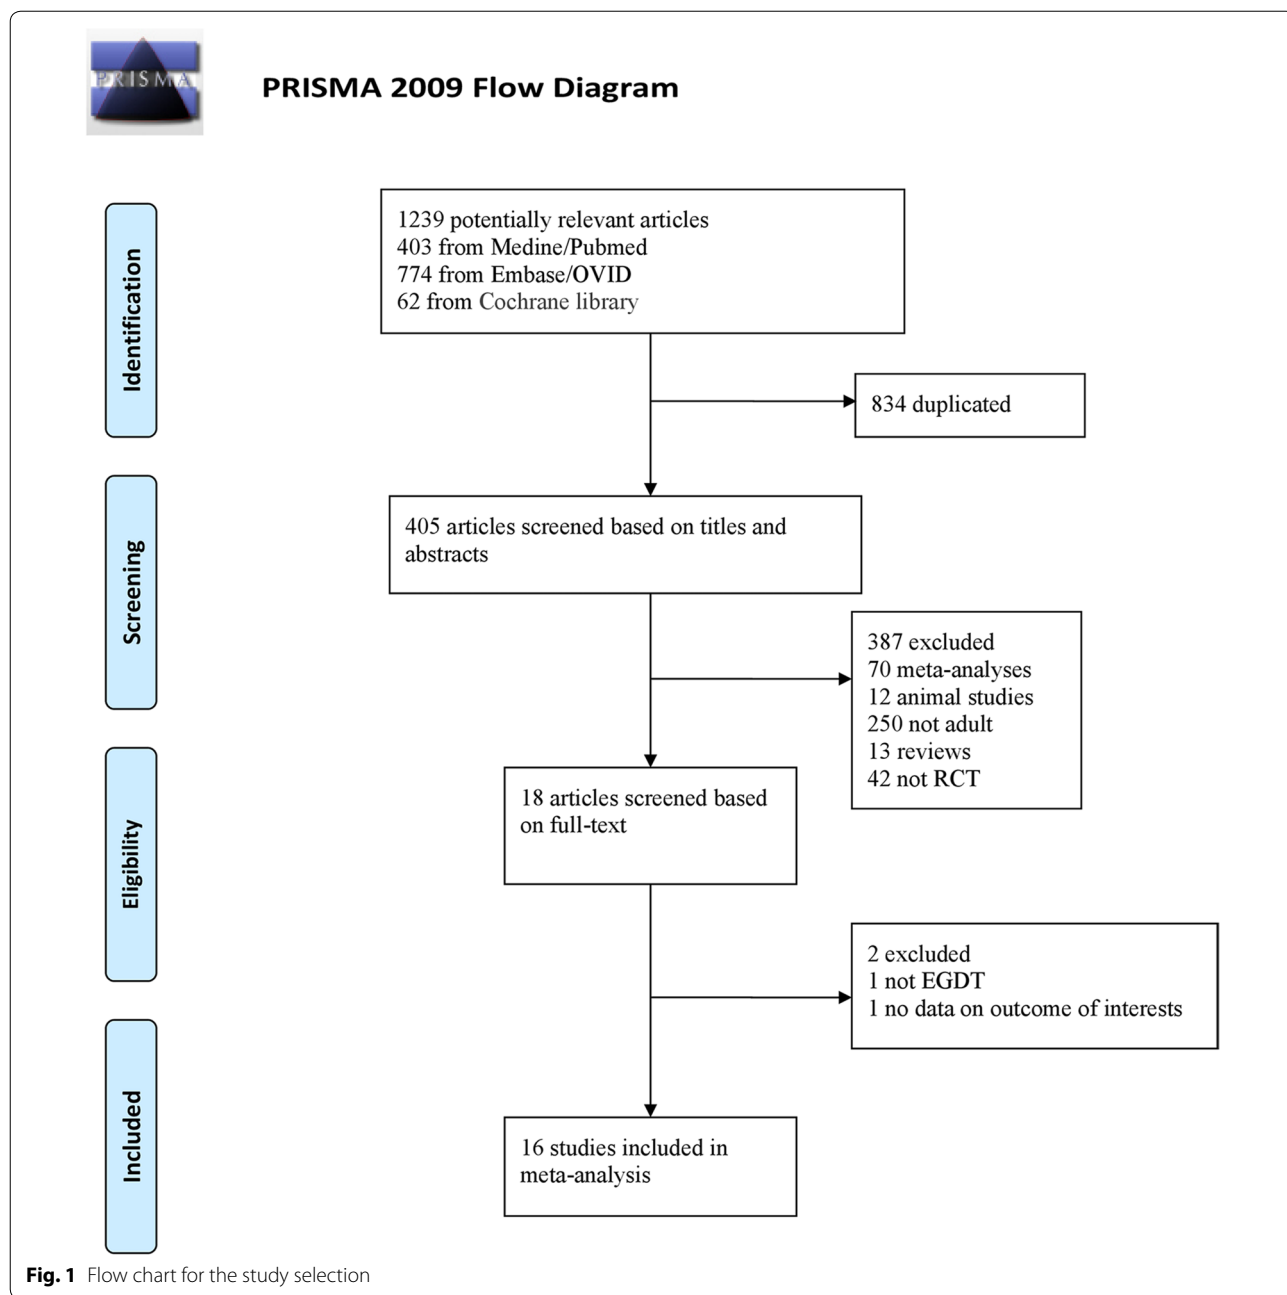 PRISMA
PRISMA 2009 Flow Diagram
Identification
1239 potentially relevant articles
403 from Medine/Pubmed
774 from Embase/OVID
62 from Cochrane library
834 duplicated
Screening
405 articles screened based on titles and
abstracts
387 excluded
70 meta-analyses
12 animal studies
250 not adult
13 reviews
42 not RCT
Eligibility
18 articles screened based
on full-text
2 excluded
1 not EGDT
1 no data on outcome of interests
Included
16 studies included in
meta-analysis
Fig. 1 Flow chart for the study selection